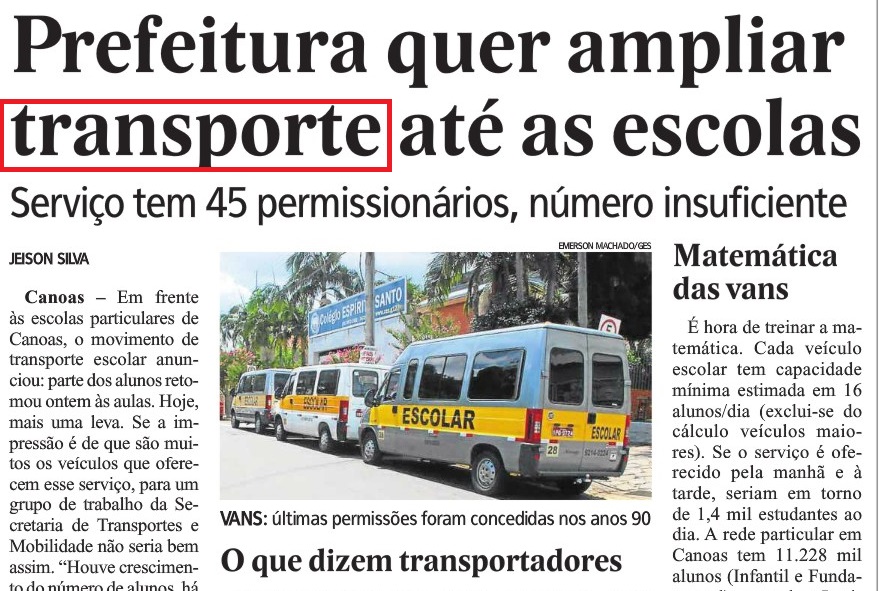 Prefeitura quer ampliar
transporte até as escolas
Serviço tem 45 permissionários, número insuficiente
JEISON SILVA
Canoas – Em frente
às escolas particulares de
Canoas, o movimento de
transporte escolar anun-
ciou: parte dos alunos reto-
mou ontem às aulas. Hoje,
mais uma leva. Se a
impressão é de que são mui-
tos os veículos que ofere-
cem esse serviço, para um
grupo de trabalho da Se-
cretaria de Transportes e
Mobilidade não seria bem
assim. “Houve crescimen-
to do número de alunos, há
EMERSON MACHADO/GES
Colégio ESPÍRITO SANTO
ESCOLAR
ESCOLAR
28
VANS: últimas permissões foram concedidas nos anos 90
O que dizem transportadores
Matemática
das vans
É hora de treinar a ma-
temática. Cada veículo
escolar tem capacidade
mínima estimada em 16
alunos/dia (exclui-se do
cálculo veículos maio-
res). Se o serviço é ofe-
recido pela manhã e à
tarde, seriam em torno
de 1,4 mil estudantes ao
dia. A rede particular em
Canoas tem 11.228 mil
alunos (Infantil e Funda-